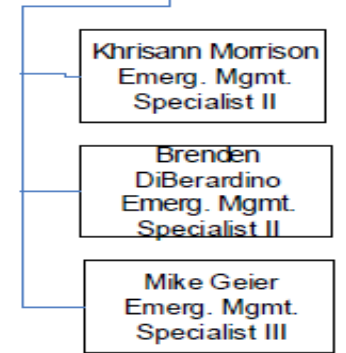 Khrisann Morrison
Emerg. Mgmt.
Specialist II
Brenden
DiBerardino
Emerg. Mgmt.
Specialist II
Mike Geier
Emerg. Mgmt.
Specialist III